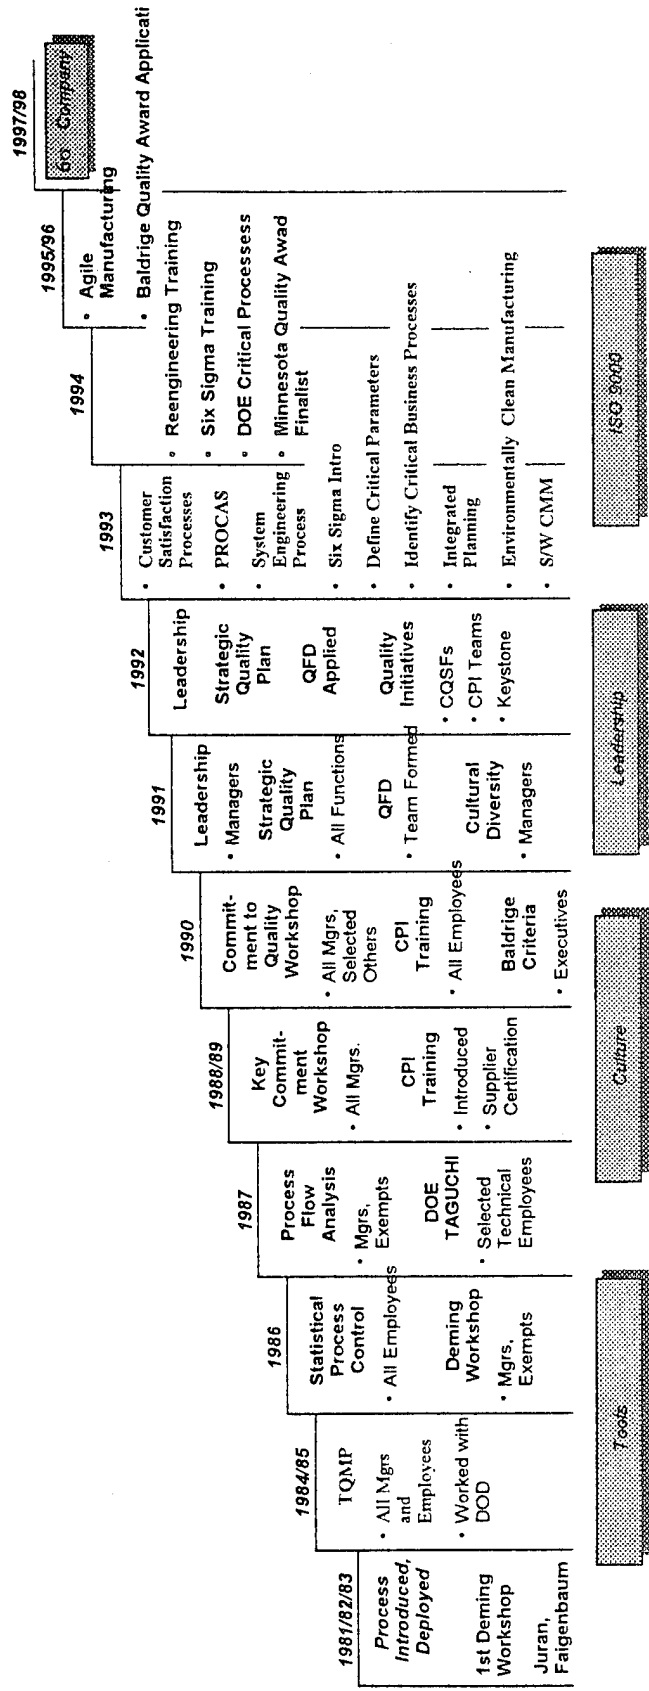 1981/82/83
Process
Introduced,
Deployed
1st Deming
Workshop
Juran,
Faigenbaum
1984/85
TQMP
• All Mgrs
and
Employees
• Worked with
DOD
1986
Statistical
Process
Control
• All Employees
Deming
Workshop
• Mgrs,
Exempts
1987
Process
Flow
Analysis
• Mgrs,
Exempts
DOE
TAGUCHI
• Selected
Technical
Employees
1988/89
Key
Commit-
ment
Workshop
• All Mgrs.
CPI
Training
• Introduced
• Supplier
Certification
1990
Commit-
ment to
Quality
Workshop
• All Mgrs,
Selected
Others
CPI
Training
• All Employees
Baldrige
Criteria
• Executives
1991
Leadership
• Managers
Strategic
Quality
Plan
• All Functions
QFD
• Team Formed
Cultural
Diversity
• Managers
1992
Leadership
Strategic
Quality
Plan
QFD
Applied
Quality
Initiatives
• CQSFs
• CPI Teams
• Keystone
1993
• Customer
Satisfaction
Processes
• PROCAS
• System
Engineering
Process
• Six Sigma Intro
• Define Critical Parameters
• Identify Critical Business Processes
• Integrated
Planning
• Environmentally Clean Manufacturing
• S/W CMM
1994
• Reengineering Training
• Six Sigma Training
• DOE Critical Processess
• Minnesota Quality Awad
Finalist
1995/96
• Agile
Manufacturing
• Baldrige Quality Award Applicati
1997/98
6σ Company
Tools
Culture
Leadership
ISO 9000